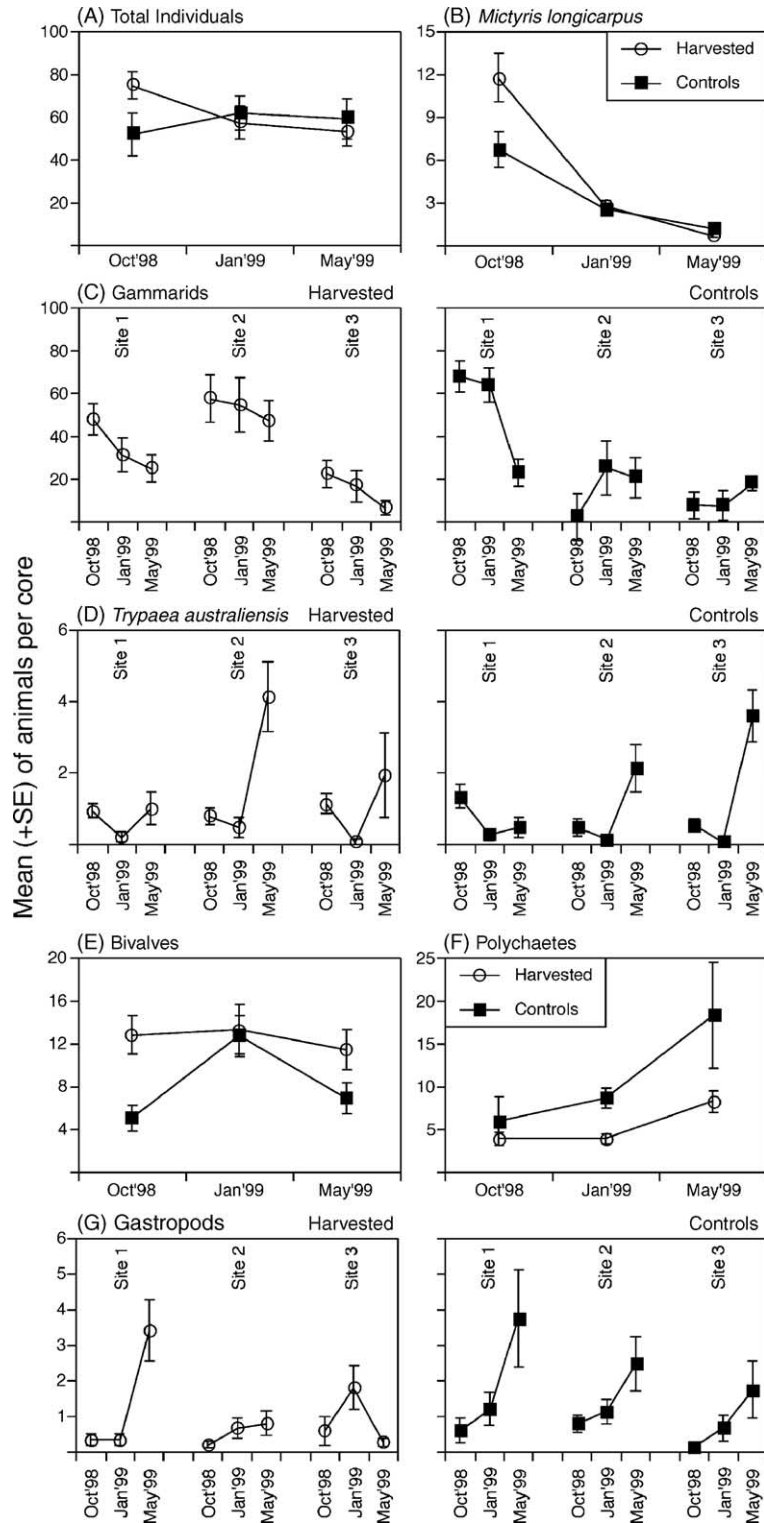 (A) Total Individuals
100
80
60
40
20
Oct'98 Jan'99 May'99
(B) Mictyris longicarpus
Harvested
Controls
15
12
9
6
3
Oct'98 Jan'99 May'99
Mean (+SE) of animals per core
(C) Gammarids Harvested
100
80
60
40
20
Site 1 Site 2 Site 3
Oct'98 Jan'99 May'99 Oct'98 Jan'99 May'99 Oct'98 Jan'99 May'99
Controls
Site 1 Site 2 Site 3
Oct'98 Jan'99 May'99 Oct'98 Jan'99 May'99 Oct'98 Jan'99 May'99
(D) Trypaea australiensis Harvested
6
4
2
Site 1 Site 2 Site 3
Oct'98 Jan'99 May'99 Oct'98 Jan'99 May'99 Oct'98 Jan'99 May'99
Controls
Site 1 Site 2 Site 3
Oct'98 Jan'99 May'99 Oct'98 Jan'99 May'99 Oct'98 Jan'99 May'99
(E) Bivalves
20
16
12
8
4
Oct'98 Jan'99 May'99
(F) Polychaetes
Harvested
Controls
25
20
15
10
5
Oct'98 Jan'99 May'99
(G) Gastropods Harvested
6
5
4
3
2
1
Site 1 Site 2 Site 3
Oct'98 Jan'99 May'99 Oct'98 Jan'99 May'99 Oct'98 Jan'99 May'99
Controls
Site 1 Site 2 Site 3
Oct'98 Jan'99 May'99 Oct'98 Jan'99 May'99 Oct'98 Jan'99 May'99